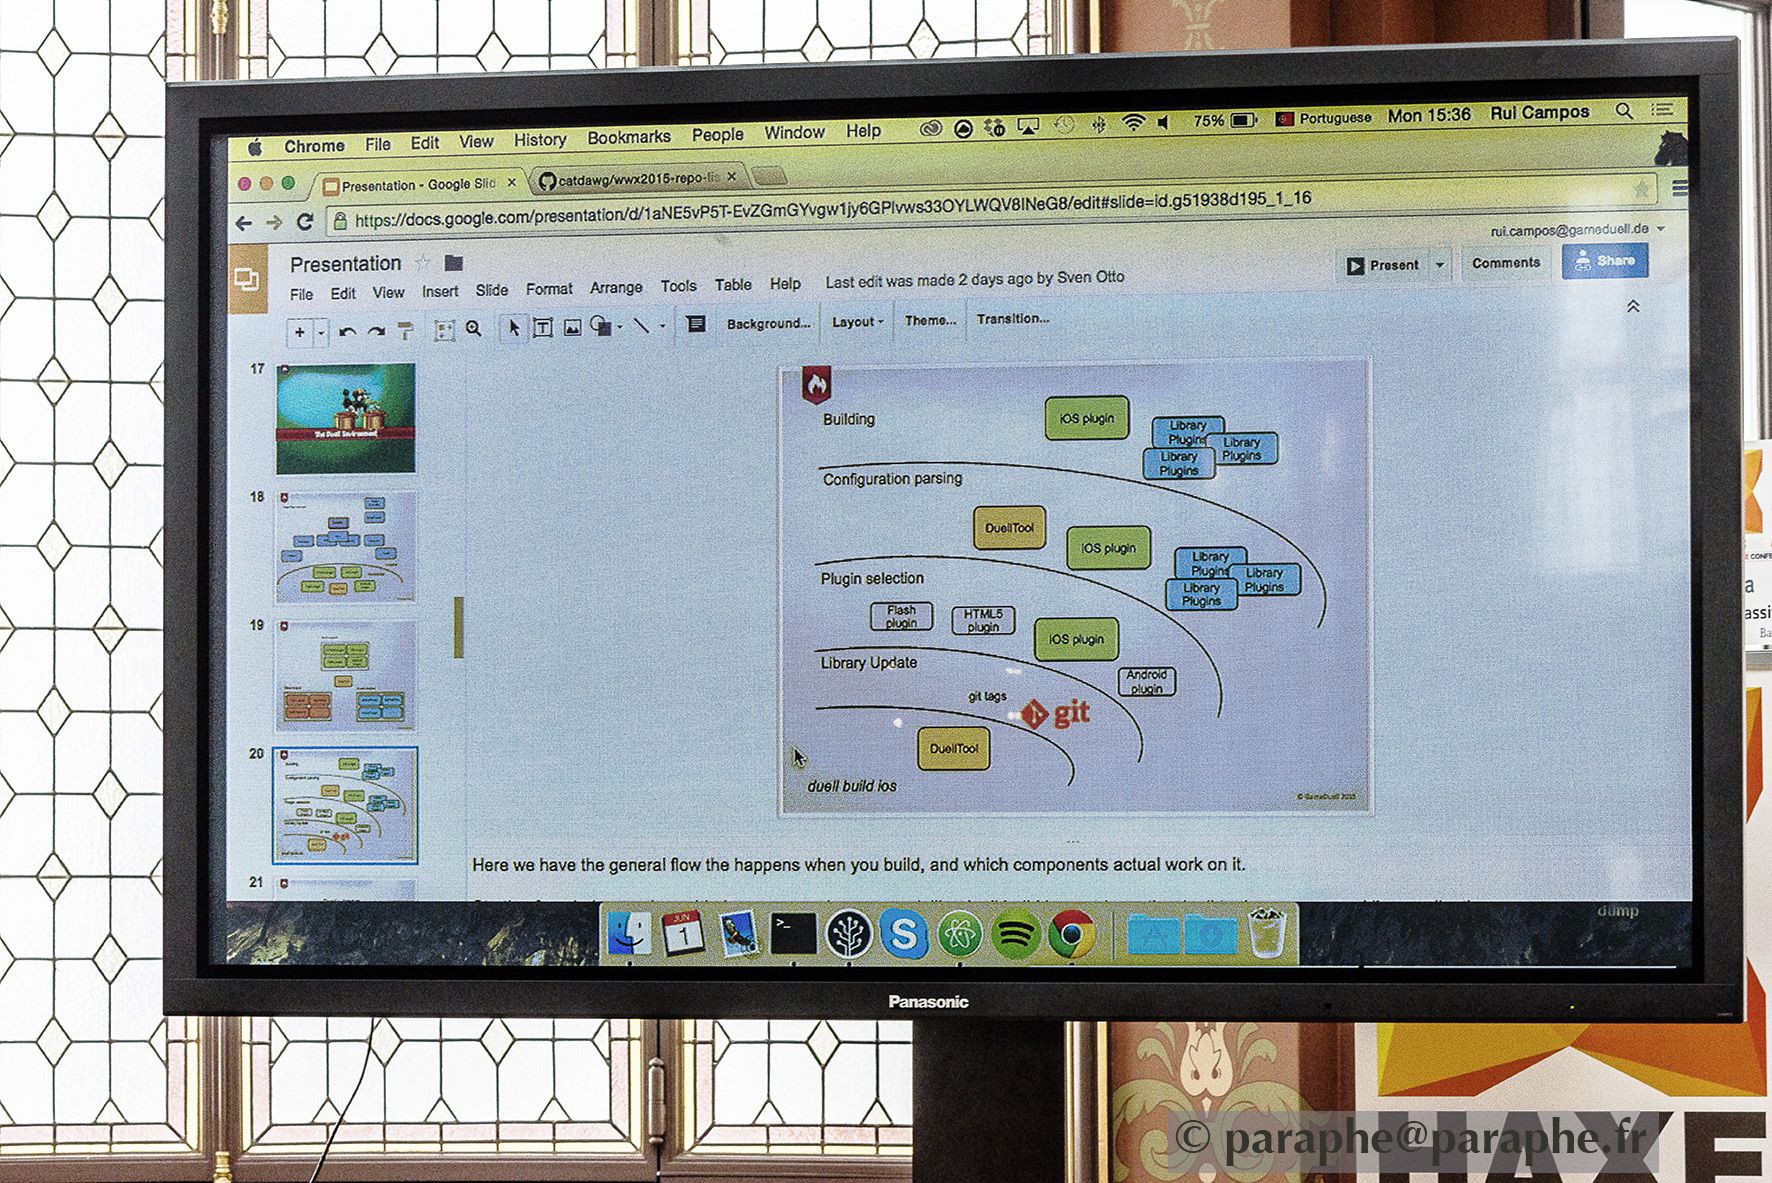 Chrome File Edit View History Bookmarks People Window Help 75% Portuguese Mon 15:36 Rui Campos
Presentation - Google Slid × catdawg/wwx2015-repo-lis ×
https://docs.google.com/presentation/d/1aNE5vP5T-EvZGmGYvgw1jy6GPlvws33OYLWQV8INeG8/edit#slide=id.g51938d195_1_16
rui.campos@gameduell.de
Presentation
Present Comments Share
File Edit View Insert Slide Format Arrange Tools Table Help Last edit was made 2 days ago by Sven Otto
Background... Layout Theme... Transition...
17
The Duell Environment
18
19
20
21
Building
iOS plugin
Library
Plugins
Library
Plugins
Library
Plugins
Configuration parsing
DuellTool
iOS plugin
Library
Plugins
Library
Plugins
Library
Plugins
Plugin selection
Flash
plugin
HTML5
plugin
iOS plugin
Android
plugin
Library Update
git tags
git
DuellTool
duell build ios
© GameDuell 2015
Here we have the general flow the happens when you build, and which components actual work on it.
JUN
1
dump
Panasonic
HAXE
© paraphe@paraphe.fr